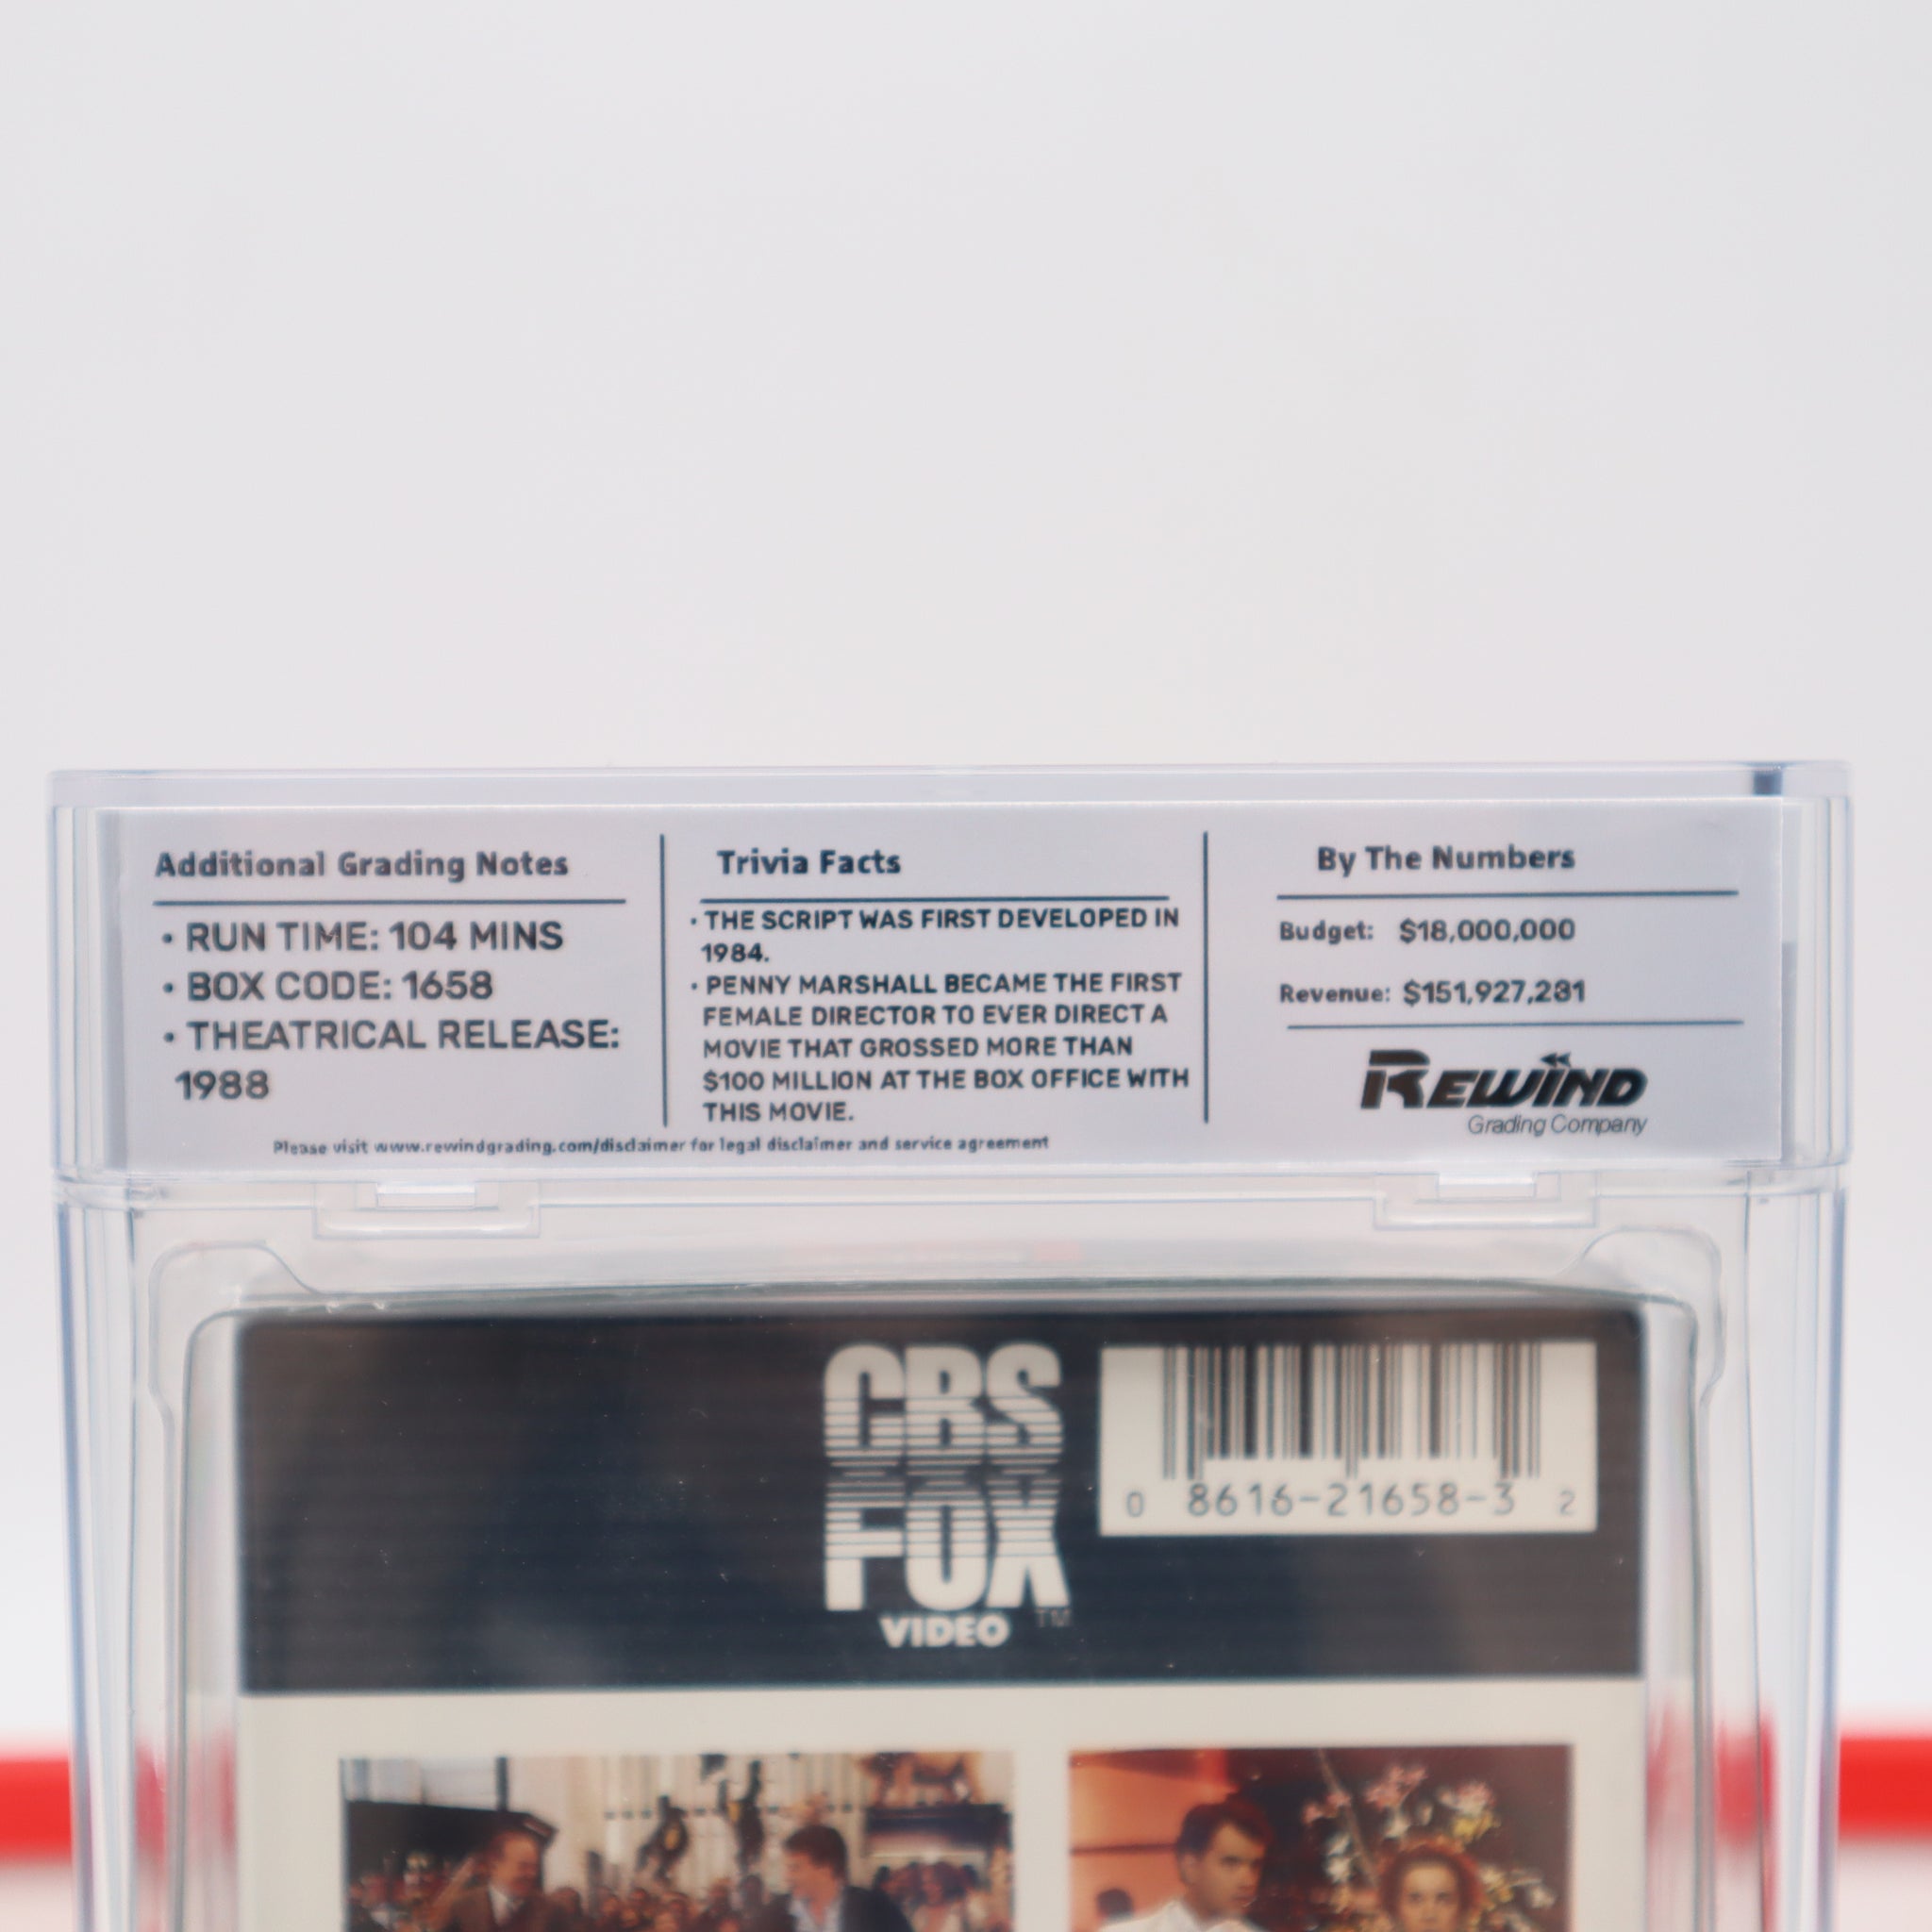 Additional Grading Notes
• RUN TIME: 104 MINS
• BOX CODE: 1658
• THEATRICAL RELEASE:
1988
Trivia Facts
• THE SCRIPT WAS FIRST DEVELOPED IN
1984.
• PENNY MARSHALL BECAME THE FIRST
FEMALE DIRECTOR TO EVER DIRECT A
MOVIE THAT GROSSED MORE THAN
$100 MILLION AT THE BOX OFFICE WITH
THIS MOVIE.
By The Numbers
Budget: $18,000,000
Revenue: $151,927,281
REWIND
Grading Company
Please visit www.rewindgrading.com/disclaimer for legal disclaimer and service agreement
CBS
FOX
VIDEO ™
0 8616-21658-3 2